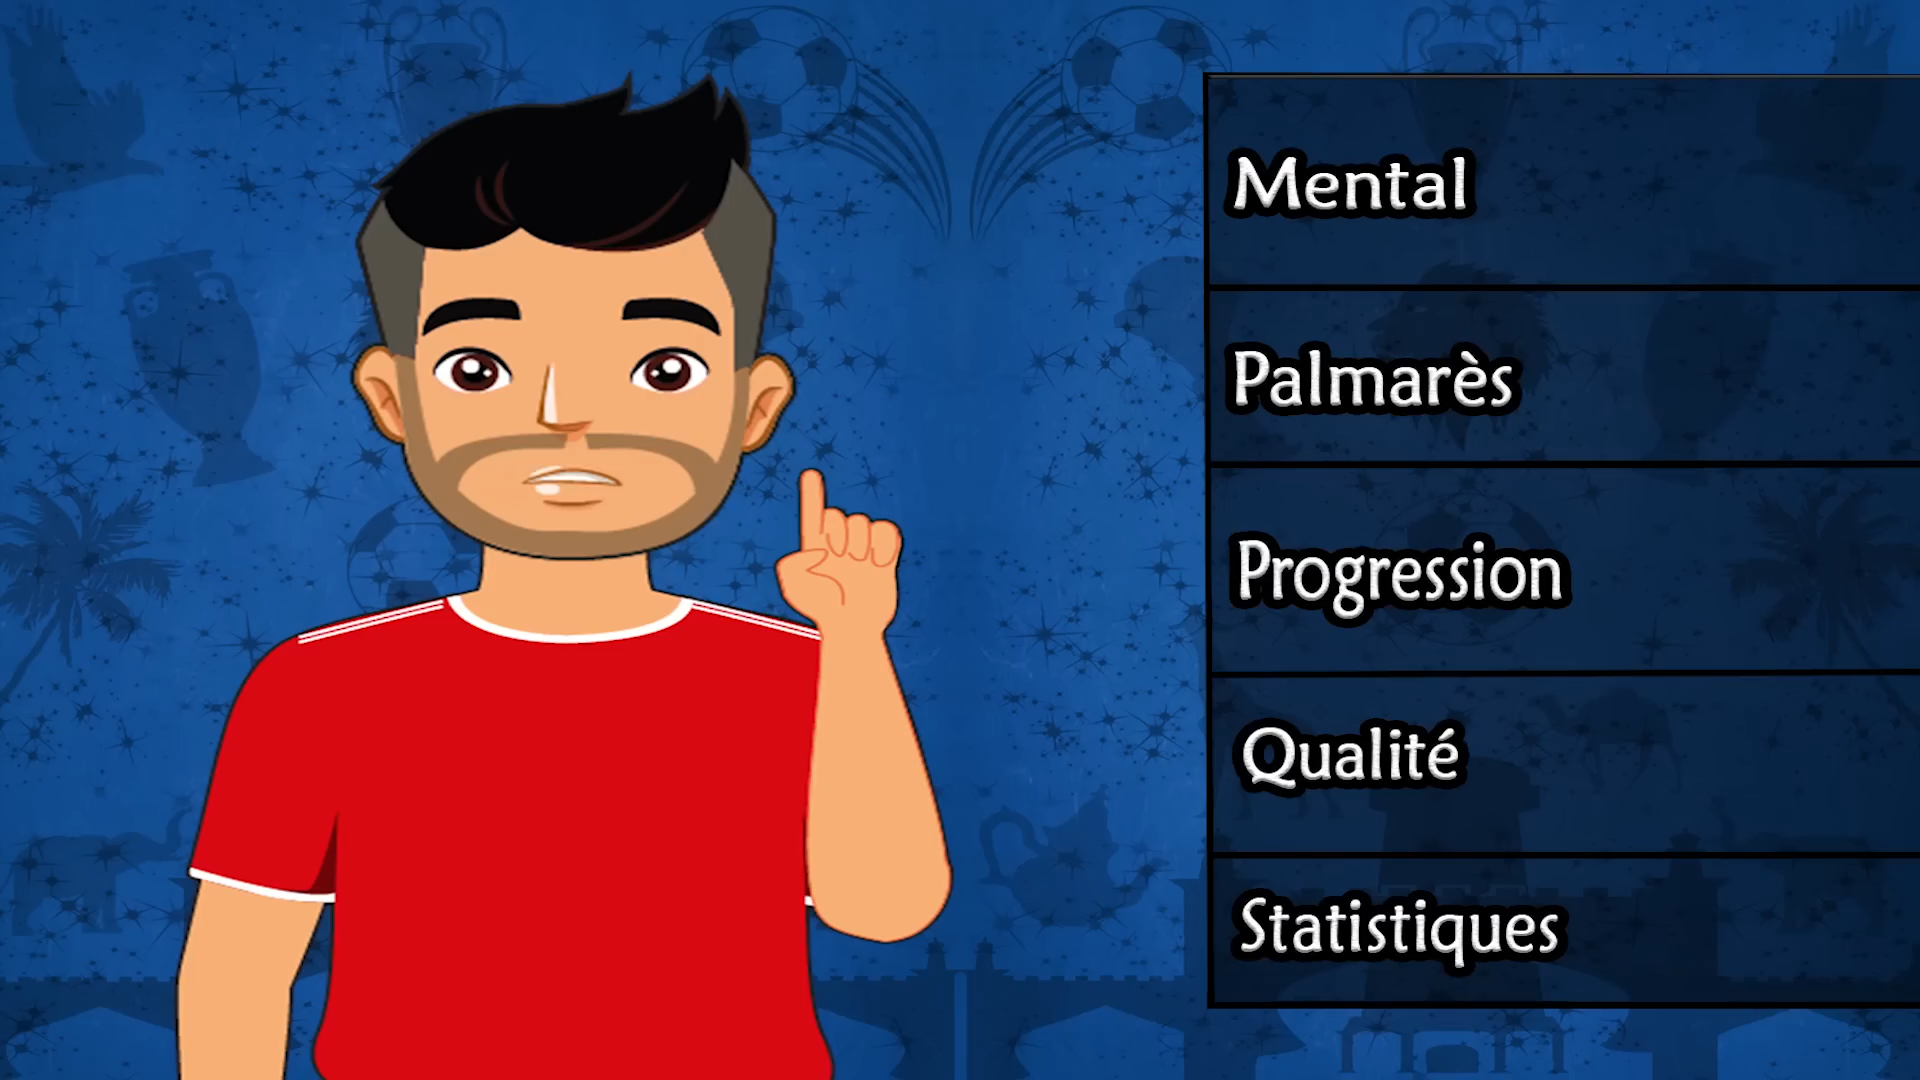 Mental
Palmarès
Progression
Qualité
Statistiques